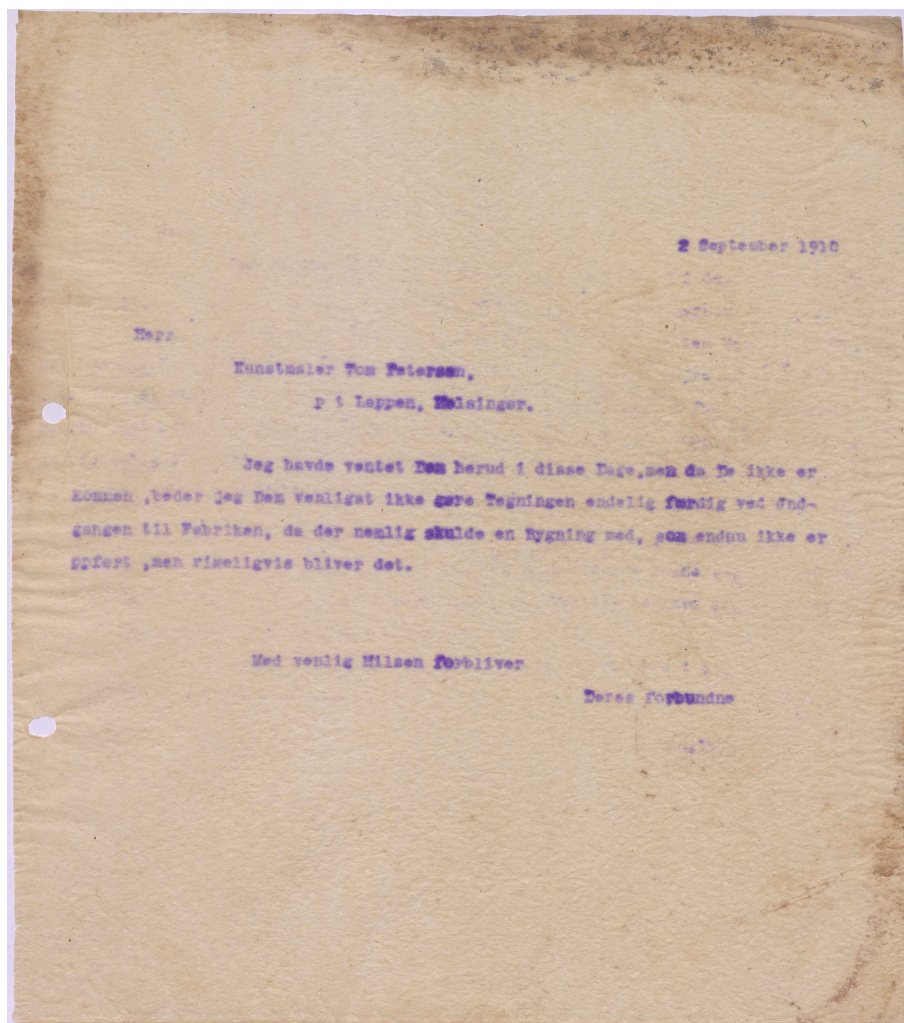 2 September 1910
Herr
Kunstmaler Tom Petersen,
p t Loppen, Helsingør.
Jeg havde ventet Dem herud i disse Dage,men da De ikke er
kommen ,beder jeg Dem venligst ikke gøre Tegningen endelig færdig ved Ind-
gangen til Fabriken, da der nemlig skulde en Bygning med, som endnu ikke er
opført ,men rimeligvis bliver det.
Med venlig Hilsen forbliver
Deres forbundne